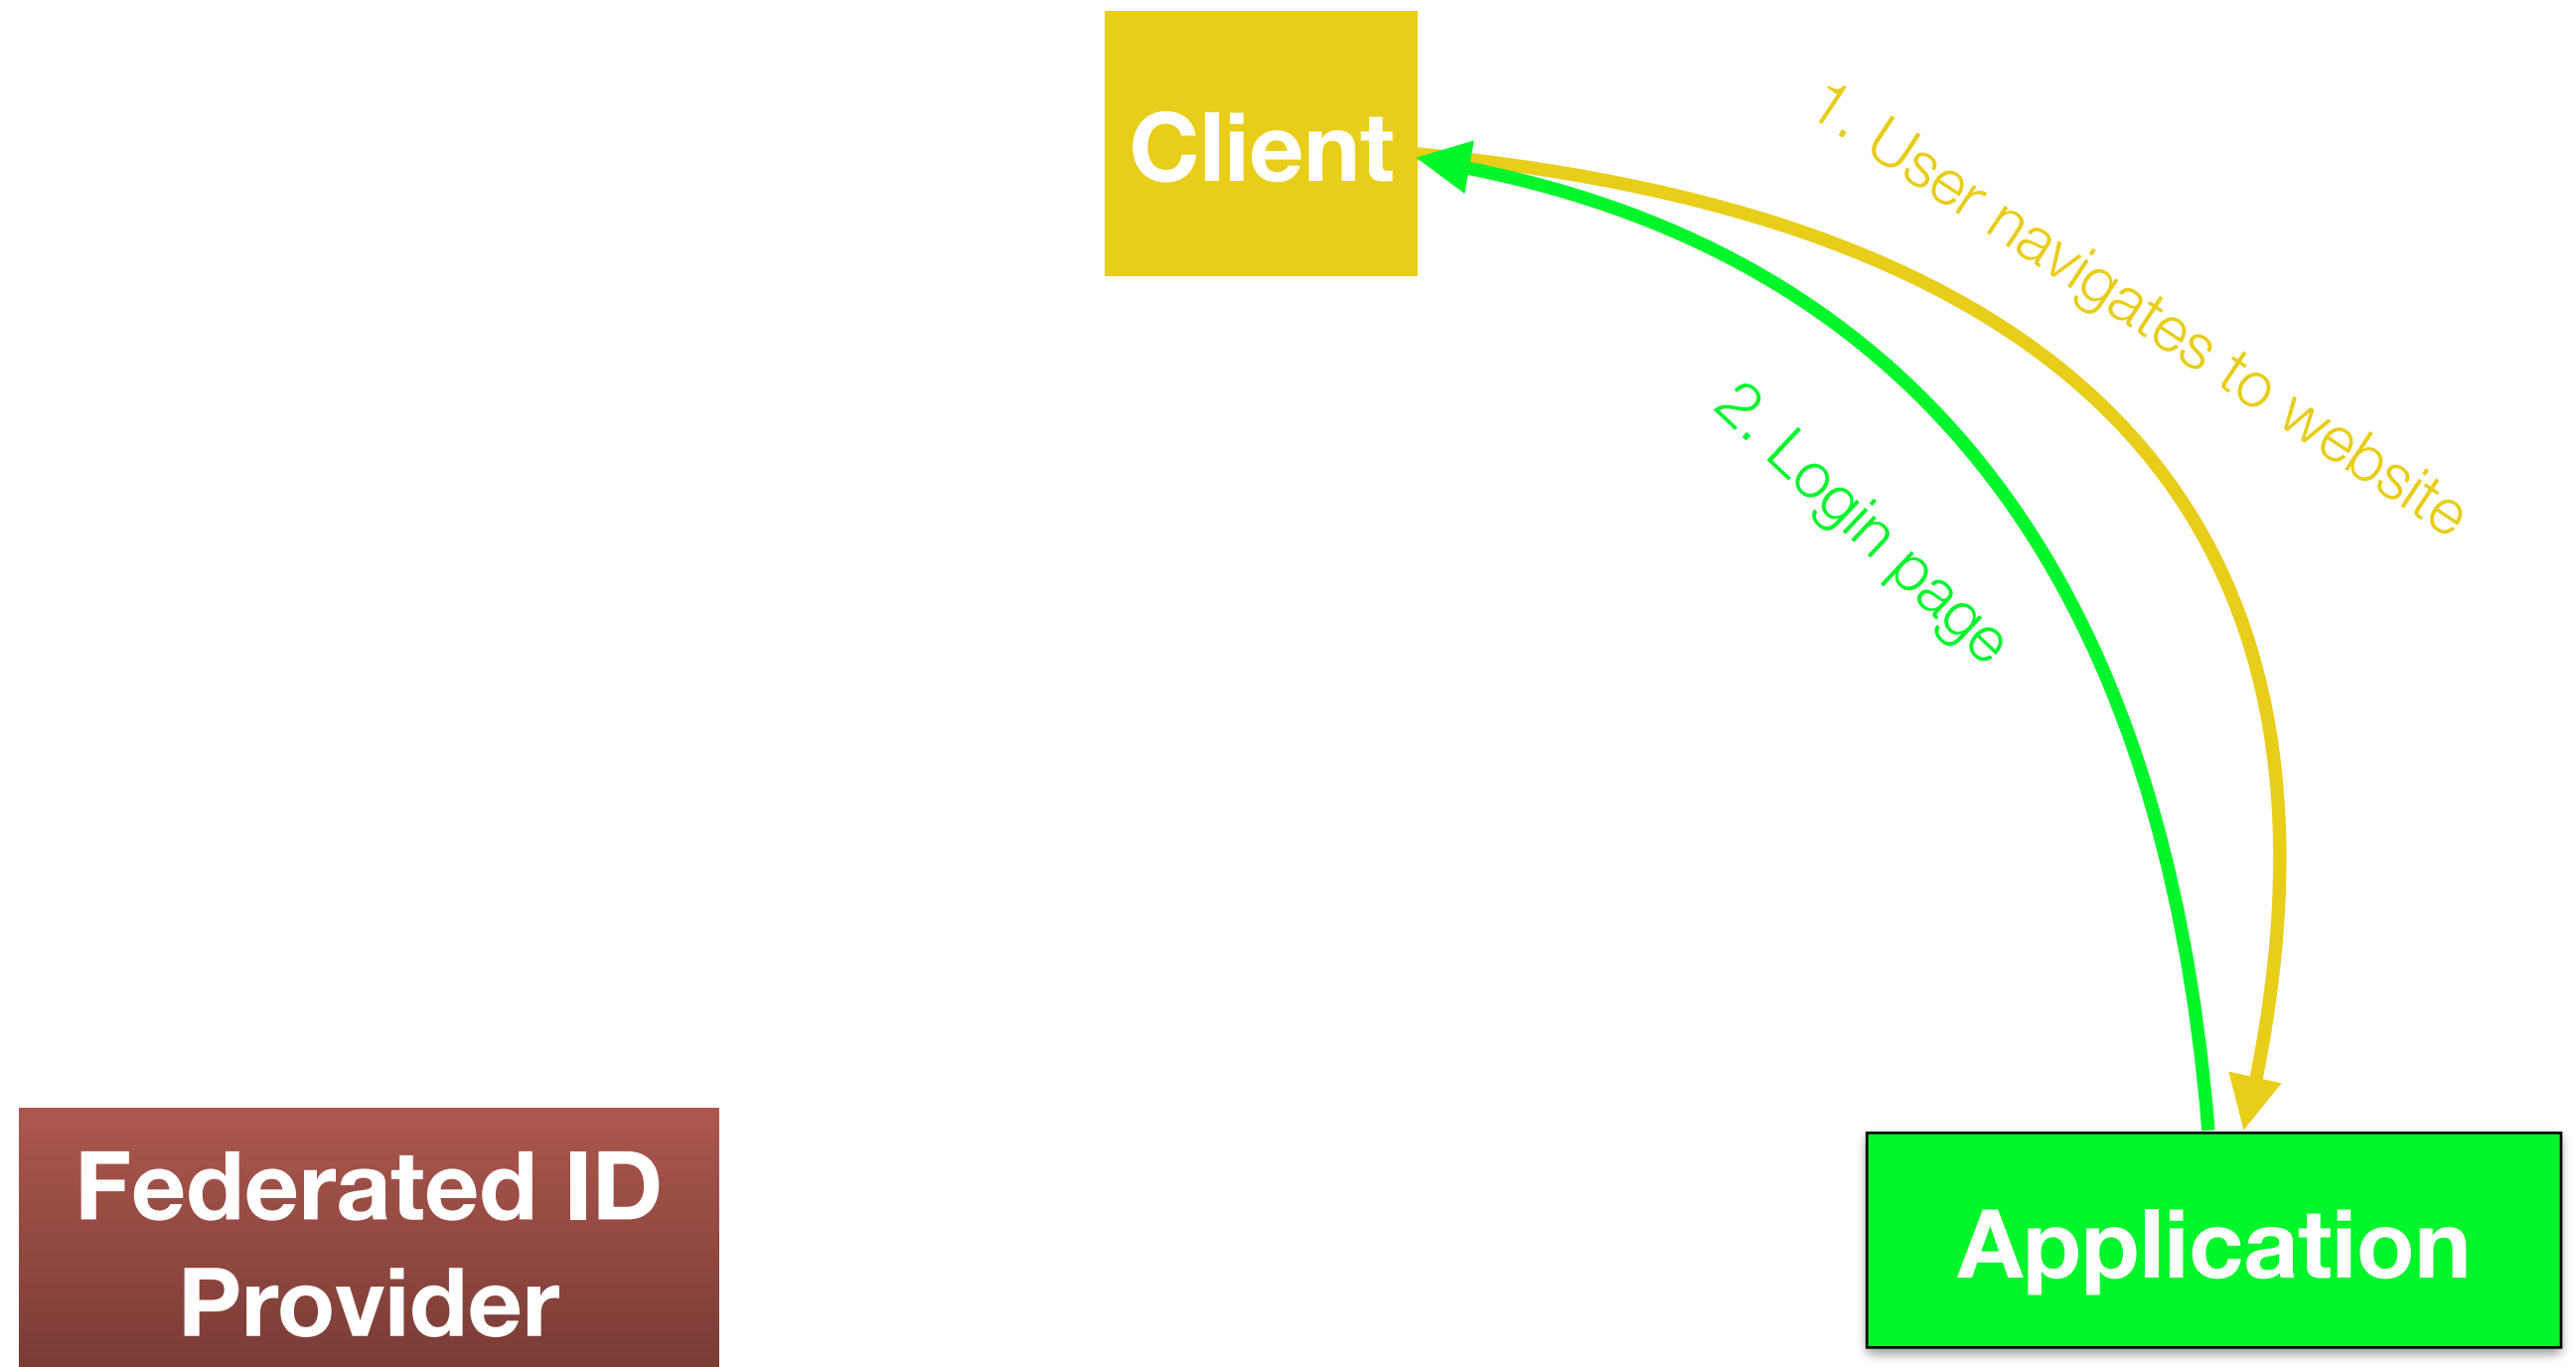 Client
1. User navigates to website
2. Login page
Federated ID
Provider
Application